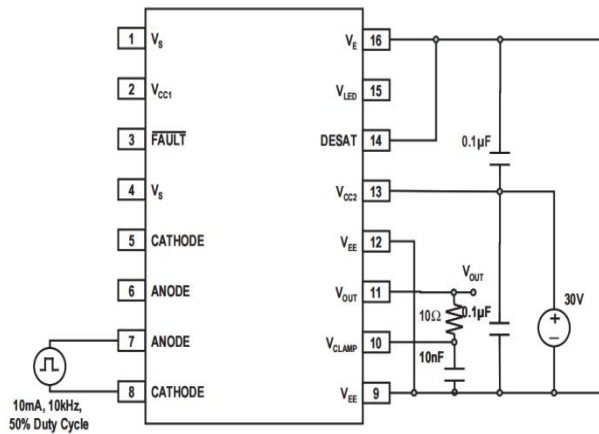 1 V_S
2 V_CC1
3 FAULT
4 V_S
5 CATHODE
6 ANODE
7 ANODE
8 CATHODE
10mA, 10kHz,
50% Duty Cycle
V_E 16
V_LED 15
DESAT 14
V_CC2 13
V_EE 12
V_OUT 11
V_CLAMP 10
V_EE 9
0.1µF
V_OUT
10Ω
0.1µF
10nF
30V
+
−